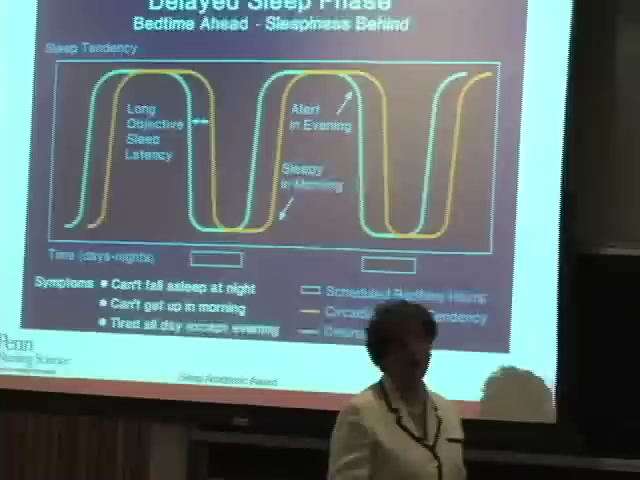 Delayed Sleep Phase
Bedtime Ahead - Sleepiness Behind
Sleep Tendency
Long
Objective
Sleep
Latency
Alert
in Evening
Sleepy
in Morning
Time (days-nights)
Symptoms
• Can't fall asleep at night
• Can't get up in morning
• Tired all day except evening
Scheduled Bedtime Hours
Tendency
Penn
Nursing Science